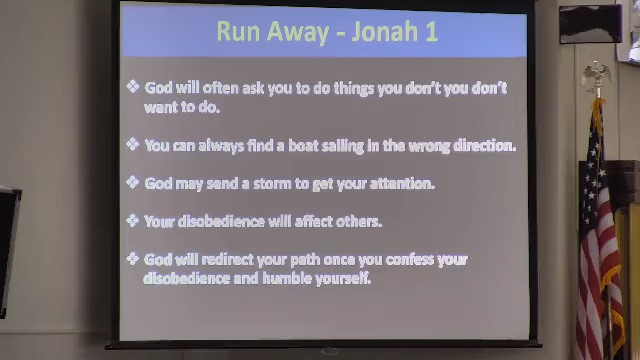 Run Away - Jonah 1
❖ God will often ask you to do things you don't you don't
want to do.
❖ You can always find a boat sailing in the wrong direction.
❖ God may send a storm to get your attention.
❖ Your disobedience will affect others.
❖ God will redirect your path once you confess your
disobedience and humble yourself.